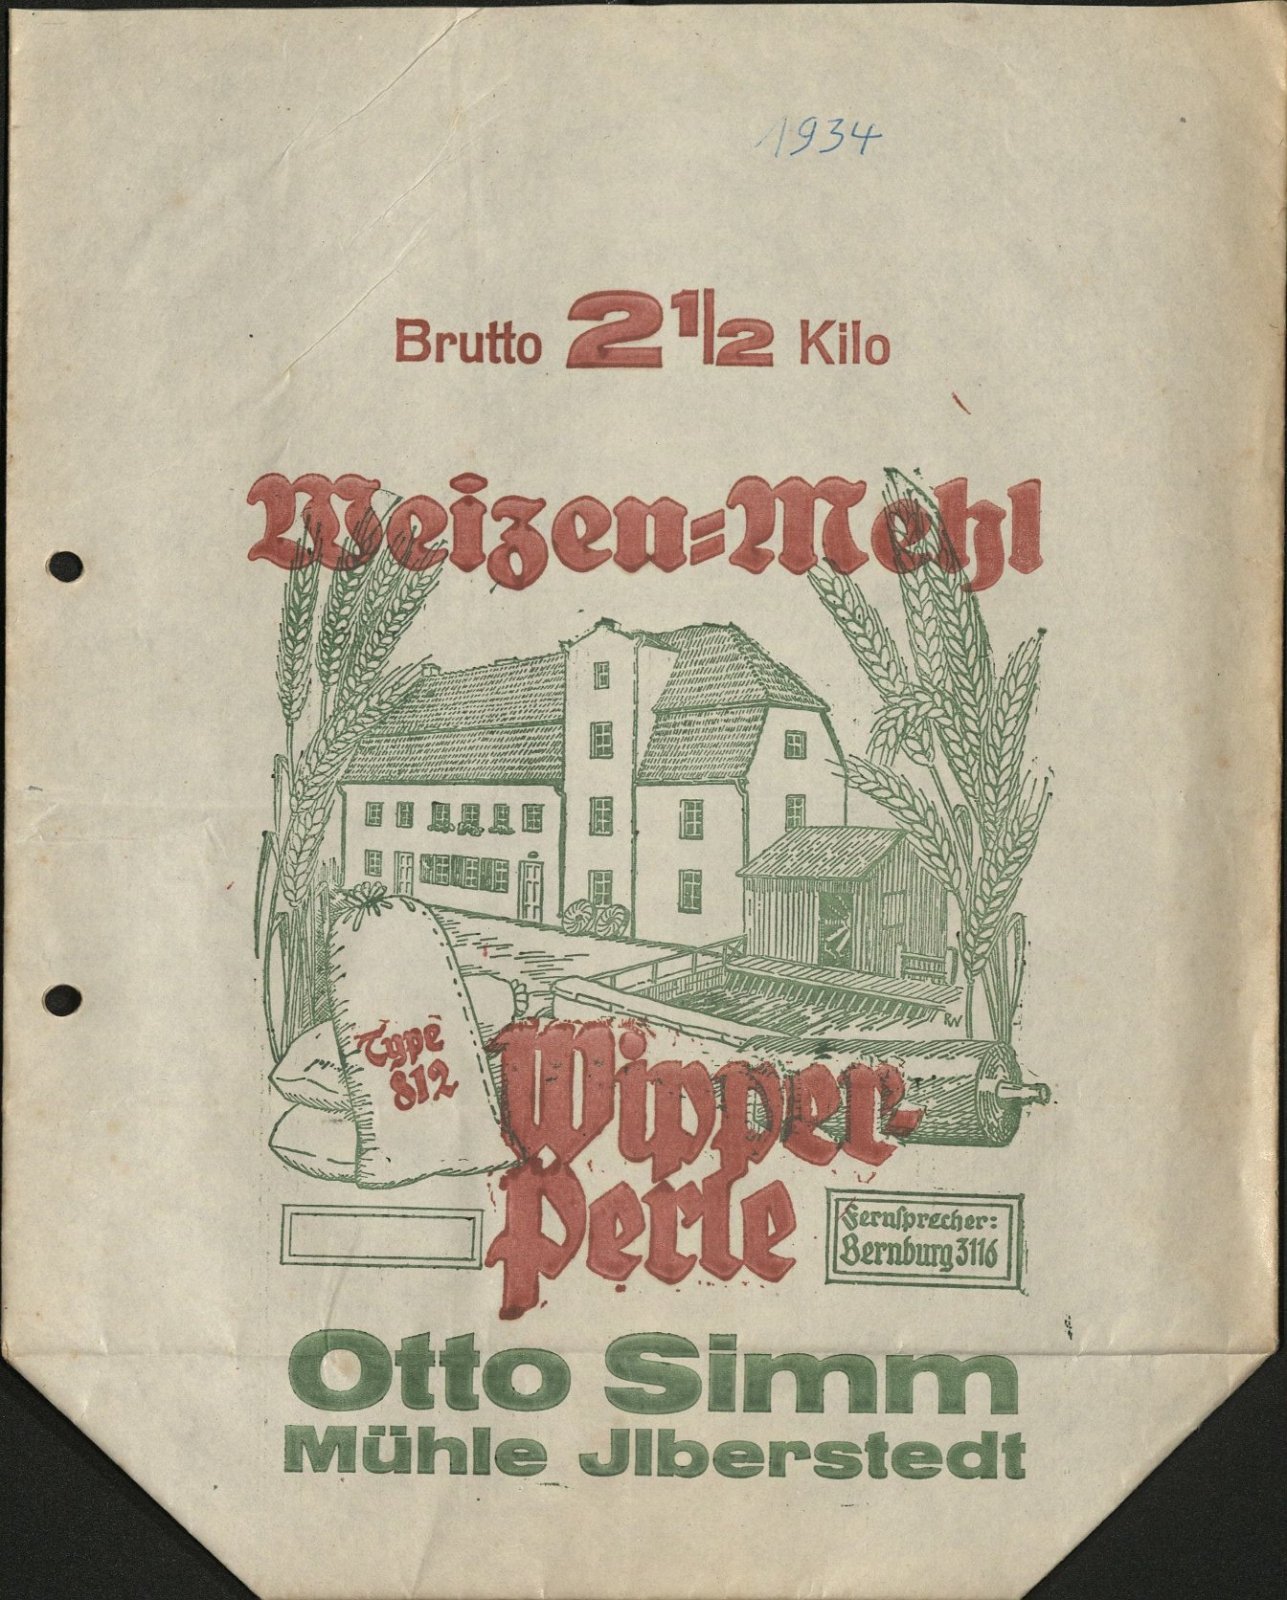 1934
Brutto 2 1/2 Kilo
Weizen=Mehl
Type
812
Wipper-
Perle
Fernsprecher:
Bernburg 3116
Otto Simm
Mühle Jlberstedt